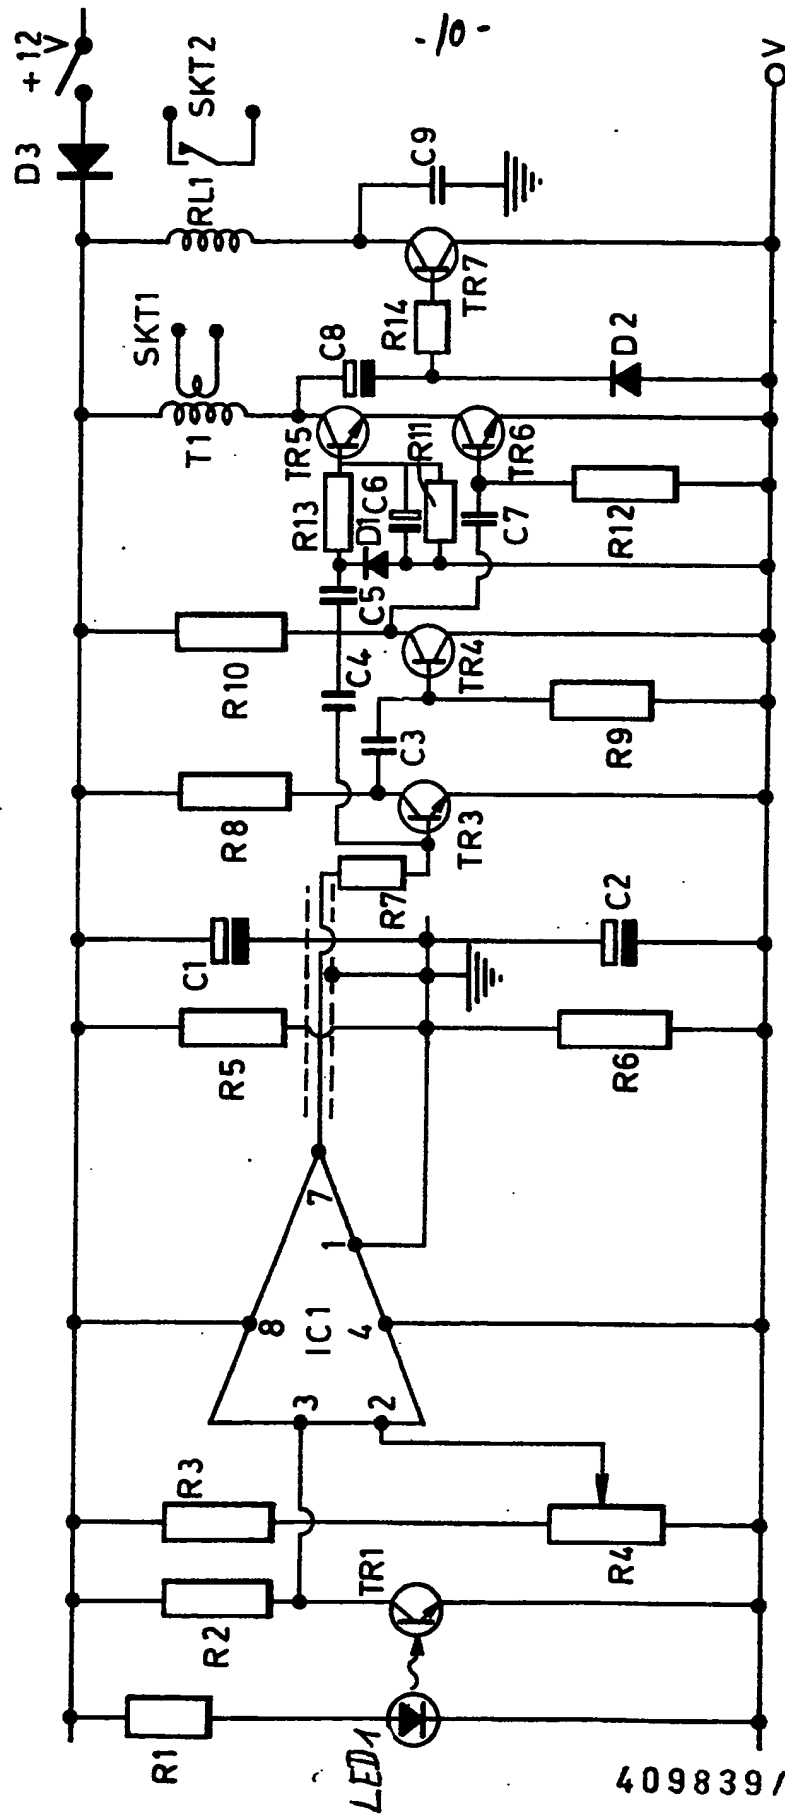 -10-
+12
V
D3
SKT2
RL1
C9
SKT1
T1
C8
R14
TR7
D2
TR5
R11
TR6
R13
D1
C6
C7
R12
C5
C4
R10
TR4
R9
C3
R8
TR3
R7
C1
C2
R5
R6
7
1
8
IC1
4
3
2
R3
R4
R2
TR1
R1
LED1
OV
409839/